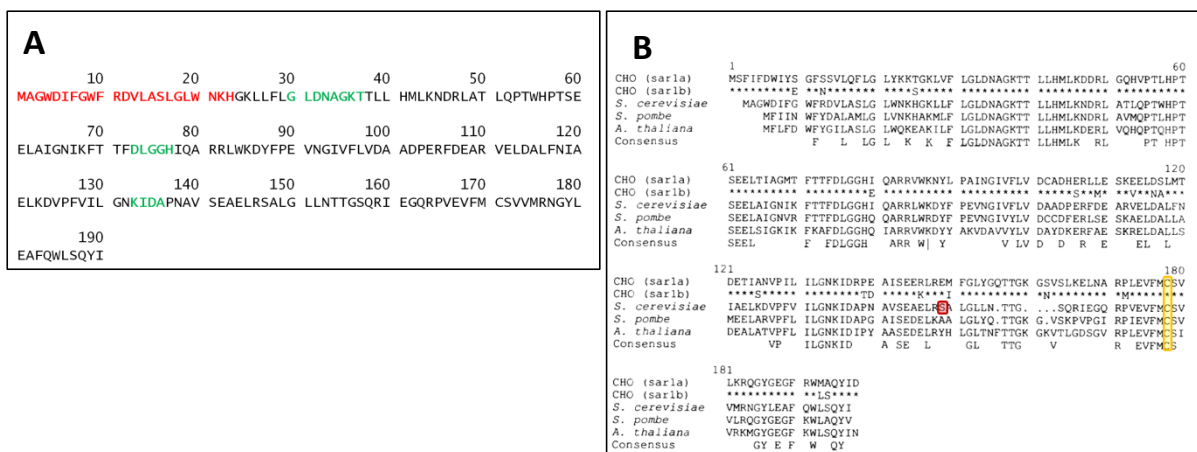 A
10 20 30 40 50 60
MAGWDIFGWF RDVLASLGLW NKHGKLLFLG LDNAGKTTLL HMLKNDRLAT LQPTWHPTSE
70 80 90 100 110 120
ELAIGNIKFT TFDLGGHIQA RRLWKDYFPE VNGIVFLVDA ADPERFDEAR VELDALFNIA
130 140 150 160 170 180
ELKDVPFVIL GNKIDAPNAV SEAELRSALG LLNTTGSQRI EGQRPVEVFM CSVVMRNGYL
190
EAFQWLSQYI
B
1 60
CHO (sar1a) MSFIFDWIYS GFSSVLQFLG LYKKTGKLVF LGLDNAGKTT LLHMLKDDRL GQHVPTLHPT
CHO (sar1b) *********E **N******* ****S***** ********** ********** **********
S. cerevisiae MAGWDIFG WFRDVLASLG LWNKHGKLLF LGLDNAGKTT LLHMLKNDRL ATLQPTWHPT
S. pombe MFIIN WFYDALAMLG LVNKHAKMLF LGLDNAGKTT LLHMLKNDRL AVMQPTLHPT
A. thaliana MFLFD WFYGILASLG LWQKEAKILF LGLDNAGKTT LLHMLKDERL VQHQPTQHPT
Consensus F L LG L K K F LGLDNAGKTT LLHMLK RL PT HPT
61 120
CHO (sar1a) SEELTIAGMT FTTFDLGGHI QARRVWKNYL PAINGIVFLV DCADHERLLE SKEELDSLMT
CHO (sar1b) ********** *********E ********** ********** ******S**M* **V**NA***
S. cerevisiae SEELAIGNIK FTTFDLGGHI QARRLWKDYF PEVNGIVFLV DAADPERFDE ARVELDALFN
S. pombe SEELAIGNVR FTTFDLGGHQ QARRLWRDYF PEVNGIVYLV DCCDFERLSE SKAELDALLA
A. thaliana SEELSIGKIK FKAFDLGGHQ IARRVWKDYY AKVDAVVYLV DAYDKERFAE SKRELDALLS
Consensus SEEL F FDLGGH ARR W| Y V LV D D R E EL L
121 180
CHO (sar1a) DETIANVPIL ILGNKIDRPE AISEERLREM FGLYGQTTGK GSVSLKELNA RPLEVFMCSV
CHO (sar1b) ****S***** *******TD ****K***I ********** *N******** **M*******
S. cerevisiae IAELKDVPFV ILGNKIDAPN AVSEAELRSA LGLLN.TTG. ...SQRIEGQ RPVEVFMCSV
S. pombe MEELARVPFL ILGNKIDAPG AISEDELKAA LGLYQ.TTGK G.VSKPVPGI RPIEVFMCSV
A. thaliana DEALATVPFL ILGNKIDIPY AASEDELRYH LGLTNFTTGK GKVTLGDSGV RPLEVFMCSI
Consensus VP ILGNKID A SE L GL TTG V R EVFMCS
181
CHO (sar1a) LKRQGYGEGF RWMAQYID
CHO (sar1b) ********** **LS****
S. cerevisiae VMRNGYLEAF QWLSQYI
S. pombe VLRQGYGEGF KWLAQYV
A. thaliana VRKMGYGEGF KWLSQYIN
Consensus GY E F W QY